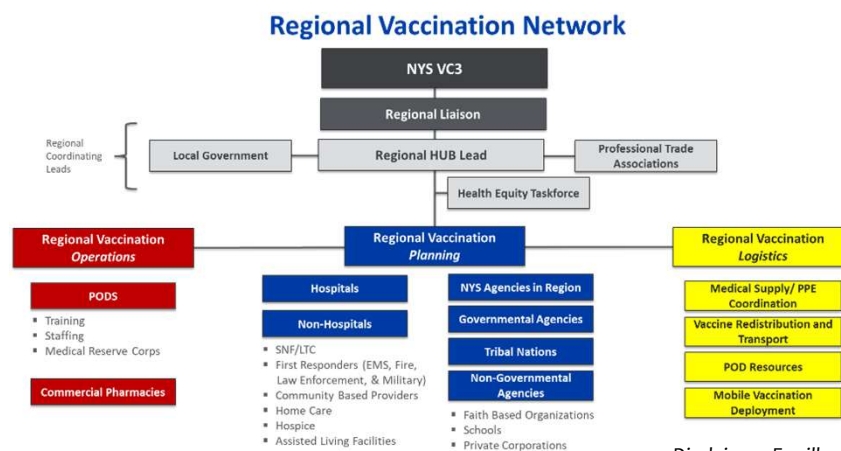 Regional Vaccination Network
NYS VC3
Regional Liaison
Regional
Coordinating
Leads
Local Government
Regional HUB Lead
Professional Trade
Associations
Health Equity Taskforce
Regional Vaccination
Operations
Regional Vaccination
Planning
Regional Vaccination
Logistics
PODS
▪ Training
▪ Staffing
▪ Medical Reserve Corps
Commercial Pharmacies
Hospitals
Non-Hospitals
▪ SNF/LTC
▪ First Responders (EMS, Fire,
Law Enforcement, & Military)
▪ Community Based Providers
▪ Home Care
▪ Hospice
▪ Assisted Living Facilities
NYS Agencies in Region
Governmental Agencies
Tribal Nations
Non-Governmental
Agencies
▪ Faith Based Organizations
▪ Schools
▪ Private Corporations
Medical Supply/ PPE
Coordination
Vaccine Redistribution and
Transport
POD Resources
Mobile Vaccination
Deployment